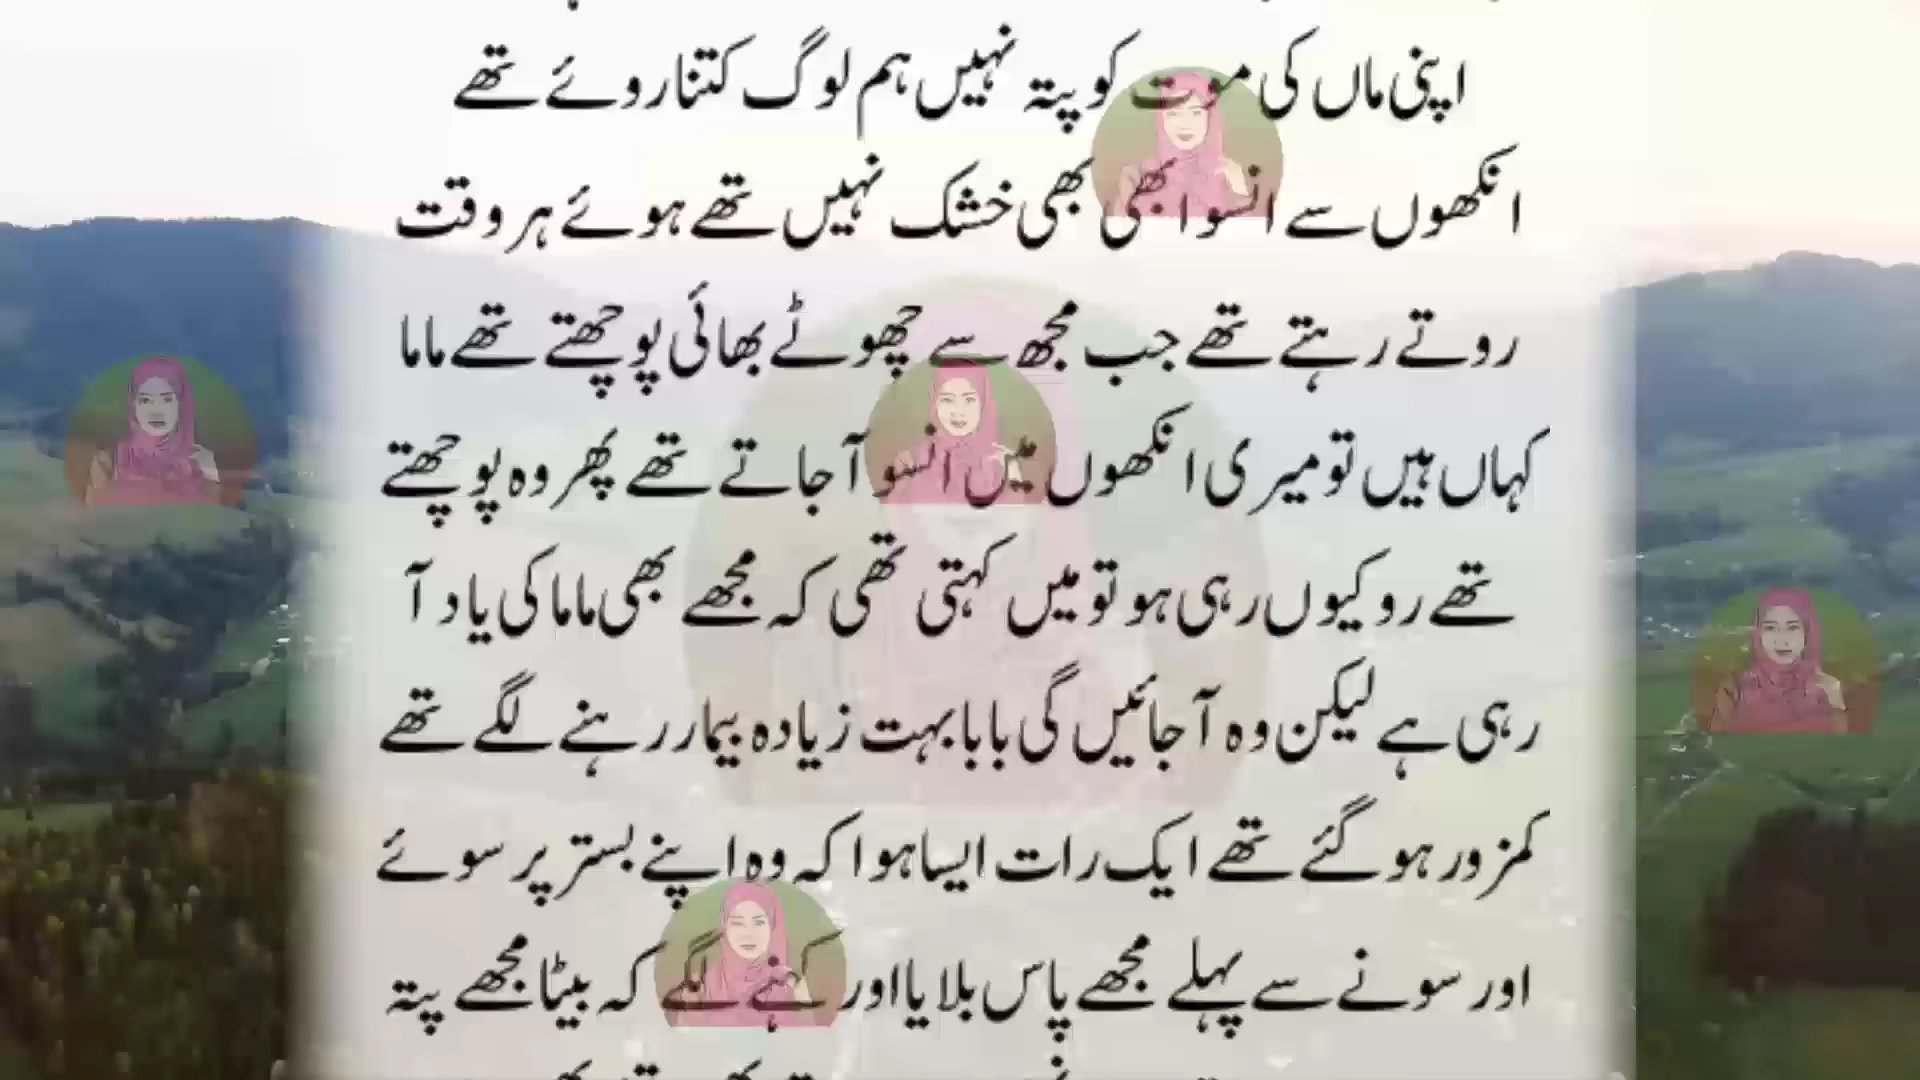 اپنی ماں کی موت کو پتہ نہیں ہم لوگ کتنا روئے تھے
انکھوں سے انسو ابھی بھی خشک نہیں تھے ہوئے ہر وقت
روتے رہتے تھے جب مجھ سے چھوٹے بھائی پوچھتے تھے ماما
کہاں ہیں تو میری انکھوں میں انسو آ جاتے تھے پھر وہ پوچھتے
تھے رو کیوں رہی ہو تو میں کہتی تھی کہ مجھے بھی ماما کی یاد آ
رہی ہے لیکن وہ آ جائیں گی بابا بہت زیادہ بیمار رہنے لگے تھے
کمزور ہو گئے تھے ایک رات ایسا ہوا کہ وہ اپنے بستر پر سوئے
اور سونے سے پہلے مجھے پاس بلایا اور کہنے لگے کہ بیٹا مجھے پتہ